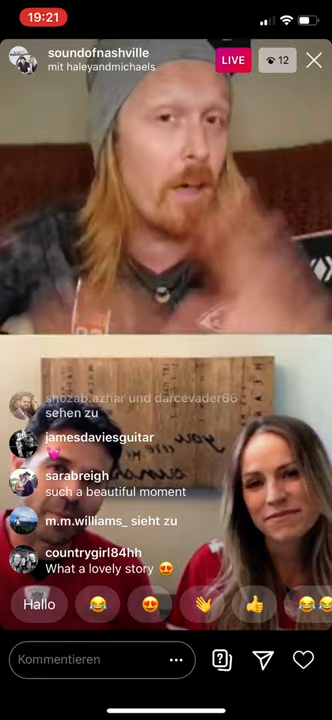 19:21
soundofnashville
mit haleyandmichaels
LIVE
12
shozab.azhar und darcevader66
sehen zu
jamesdaviesguitar
sarabreigh
such a beautiful moment
m.m.williams_ sieht zu
countrygirl84hh
What a lovely story 😍
Hallo
Kommentieren